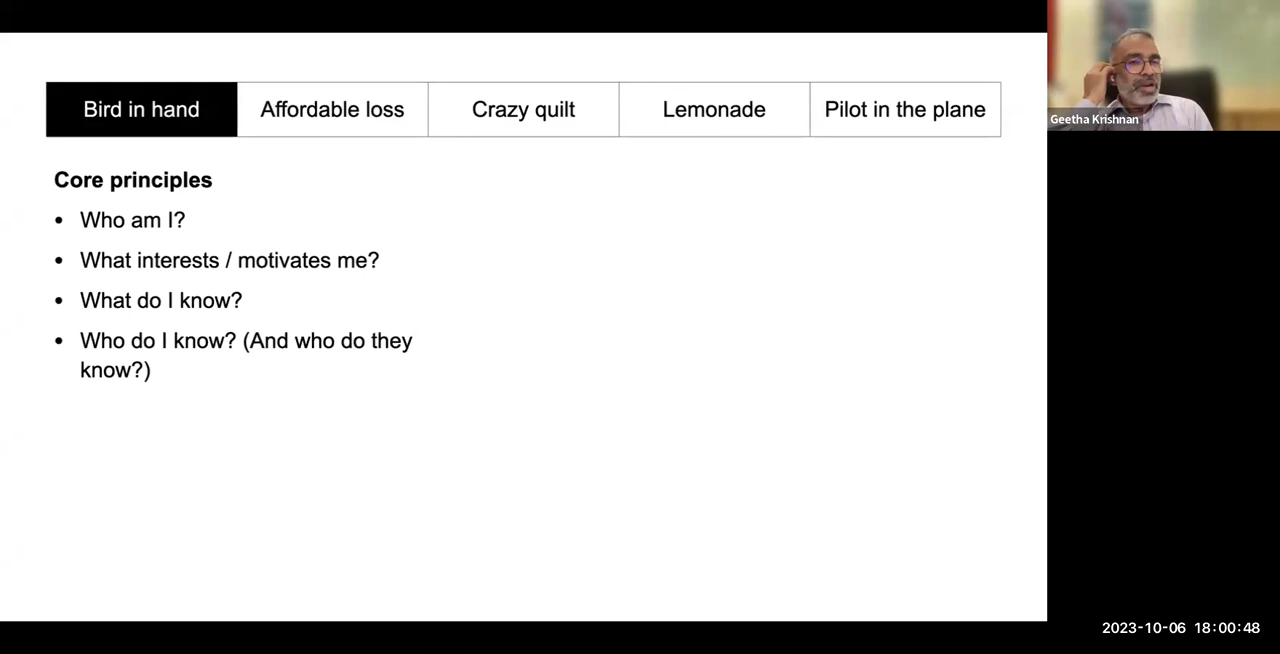 Bird in hand Affordable loss Crazy quilt Lemonade Pilot in the plane
Geetha Krishnan
Core principles
• Who am I?
• What interests / motivates me?
• What do I know?
• Who do I know? (And who do they
know?)
2023-10-06 18:00:48